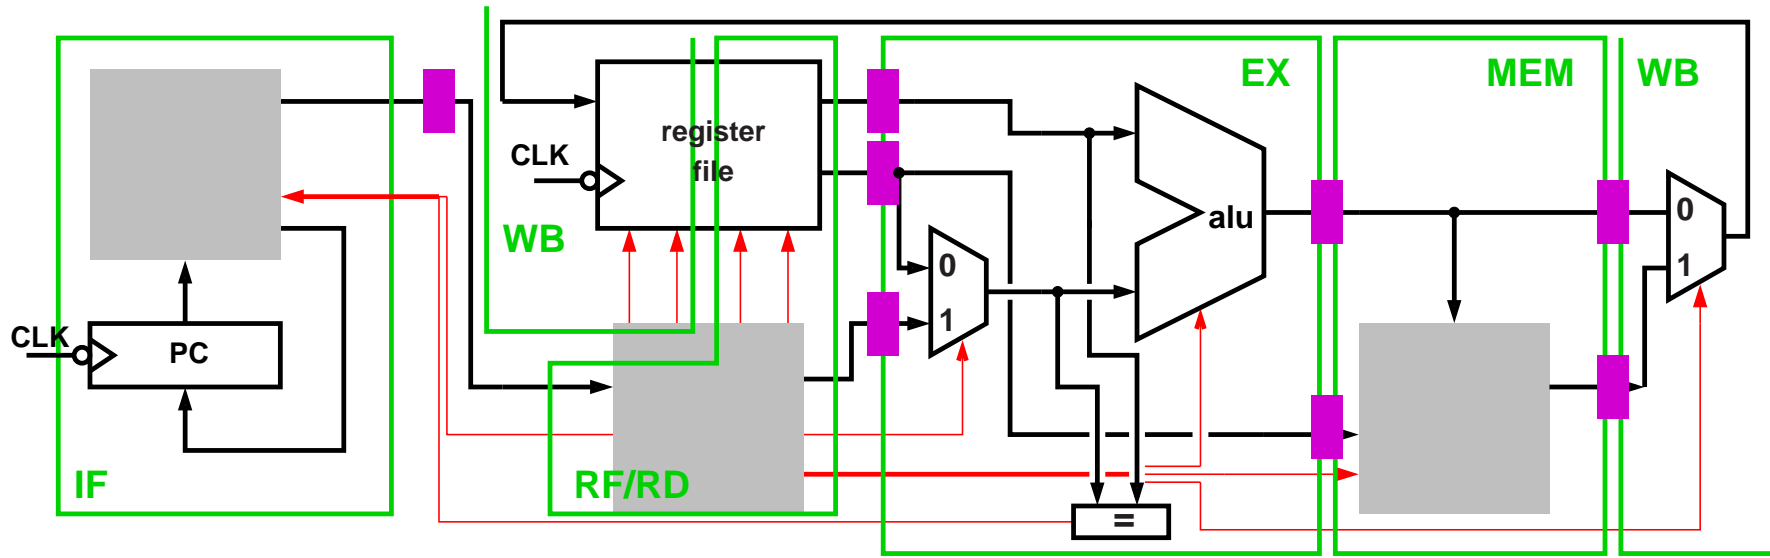 EX
MEM
WB
register
file
CLK
WB
alu
0
1
0
1
CLK
PC
IF
RF/RD
=